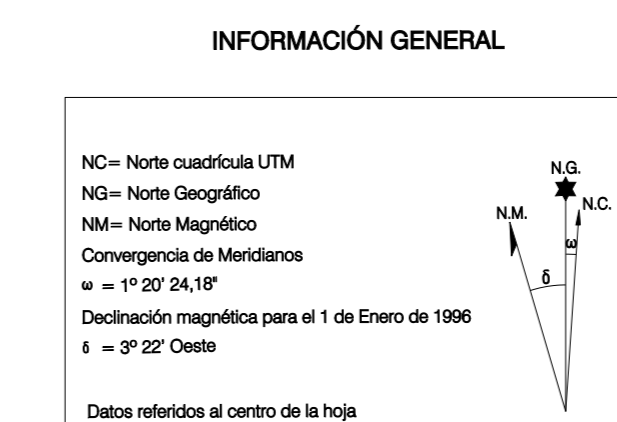 INFORMACIÓN GENERAL
NC= Norte cuadrícula UTM
NG= Norte Geográfico
NM= Norte Magnético
Convergencia de Meridianos
ω = 1º 20' 24,18"
Declinación magnética para el 1 de Enero de 1996
δ = 3º 22' Oeste
Datos referidos al centro de la hoja
N.G.
N.M.
N.C.
ω
δ